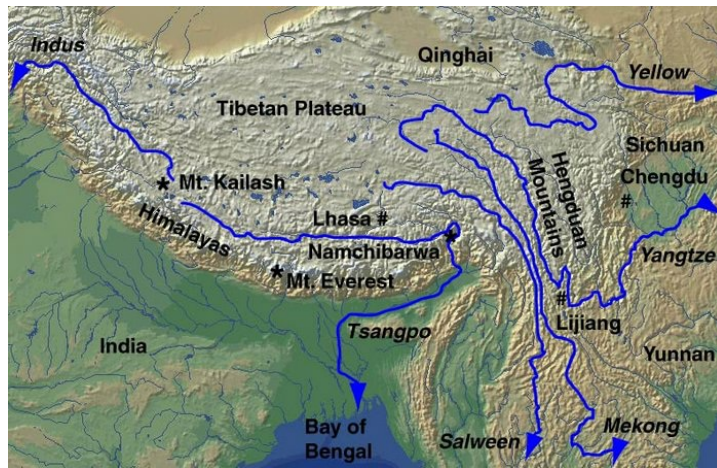 Indus
Qinghai
Yellow
Tibetan Plateau
Sichuan
Chengdu
#
* Mt. Kailash
Hengduan
Mountains
Lhasa #
Himalayas
Namchibarwa
*
* Mt. Everest
Yangtze
#
Lijiang
Tsangpo
India
Yunnan
Bay of
Bengal
Salween
Mekong